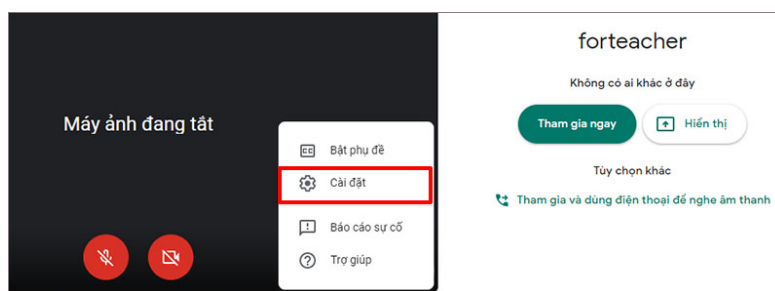 Máy ảnh đang tắt
CC Bật phụ đề
Cài đặt
Báo cáo sự cố
Trợ giúp
forteacher
Không có ai khác ở đây
Tham gia ngay
Hiển thị
Tùy chọn khác
Tham gia và dùng điện thoại để nghe âm thanh